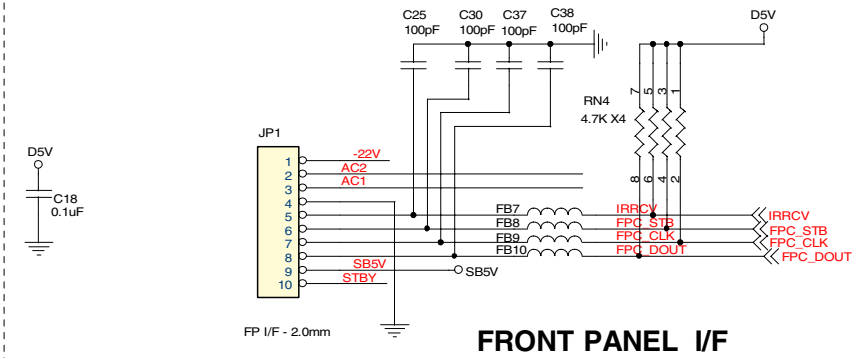 C25 C30 C37 C38
100pF 100pF 100pF 100pF
D5V
7 5 3 1
RN4
4.7K X4
8 6 4 2
JP1
D5V
C18
0.1uF
1 -22V
2 AC2
3 AC1
4
5 FB7 IRRCV IRRCV
6 FB8 FPC_STB FPC_STB
7 FB9 FPC_CLK FPC_CLK
8 FB10 FPC_DOUT FPC_DOUT
9 SB5V SB5V
10 STBY
FP I/F - 2.0mm
FRONT PANEL I/F